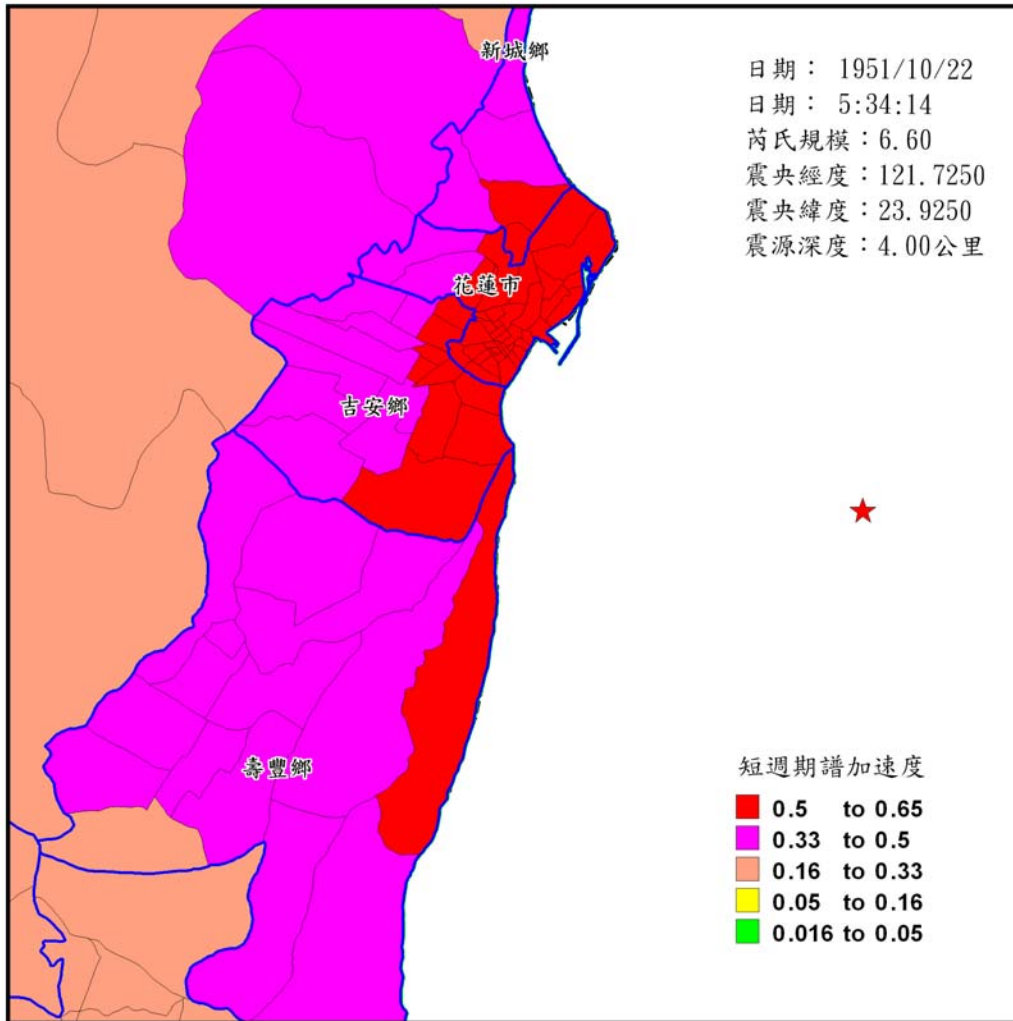 新城鄉
日期： 1951/10/22
日期： 5:34:14
芮氏規模：6.60
震央經度：121.7250
震央緯度：23.9250
震源深度：4.00公里
花蓮市
吉安鄉
壽豐鄉
短週期譜加速度
0.5 to 0.65
0.33 to 0.5
0.16 to 0.33
0.05 to 0.16
0.016 to 0.05